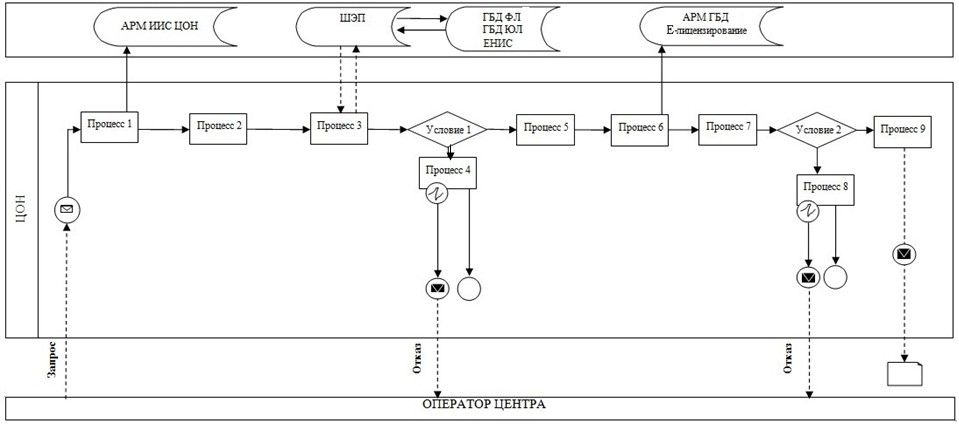 АРМ ИИС ЦОН
ШЭП
ГБД ФЛ
ГБД ЮЛ
ЕНИС
АРМ ГБД
Е-лицензирование
ЦОН
Процесс 1
Процесс 2
Процесс 3
Условие 1
Процесс 5
Процесс 6
Процесс 7
Условие 2
Процесс 9
Процесс 4
Процесс 8
Запрос
Отказ
Отказ
ОПЕРАТОР ЦЕНТРА